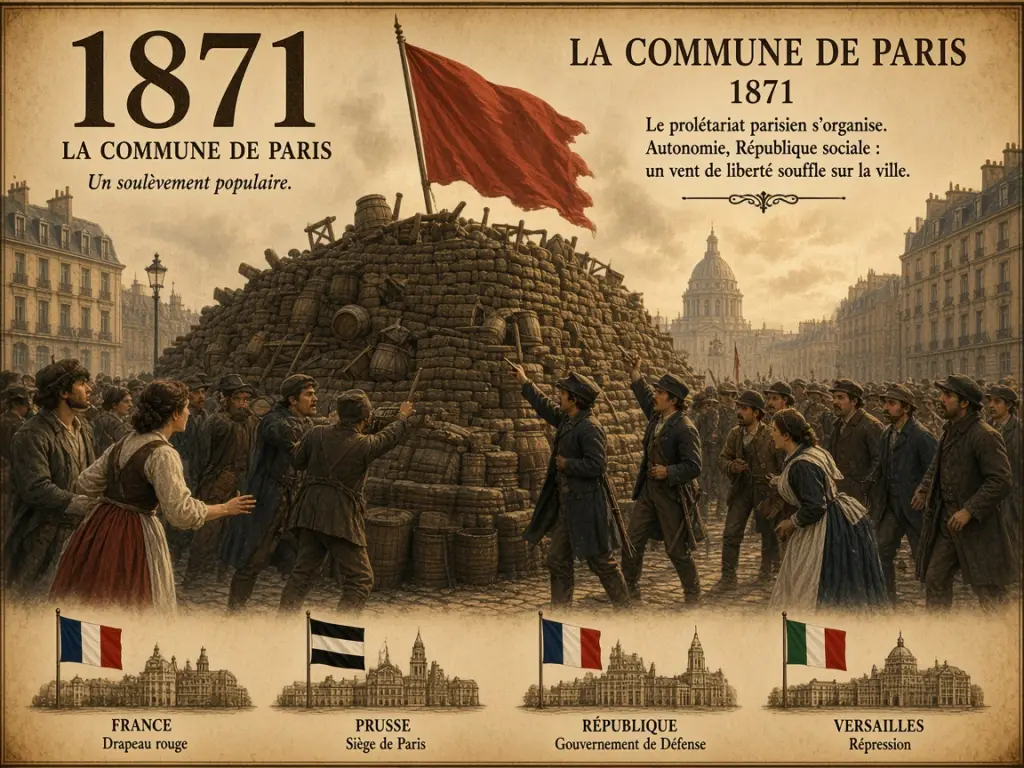 1871
LA COMMUNE DE PARIS
Un soulèvement populaire.
LA COMMUNE DE PARIS
1871
Le prolétariat parisien s'organise.
Autonomie, République sociale :
un vent de liberté souffle sur la ville.
FRANCE
Drapeau rouge
PRUSSE
Siège de Paris
RÉPUBLIQUE
Gouvernement de Défense
VERSAILLES
Répression